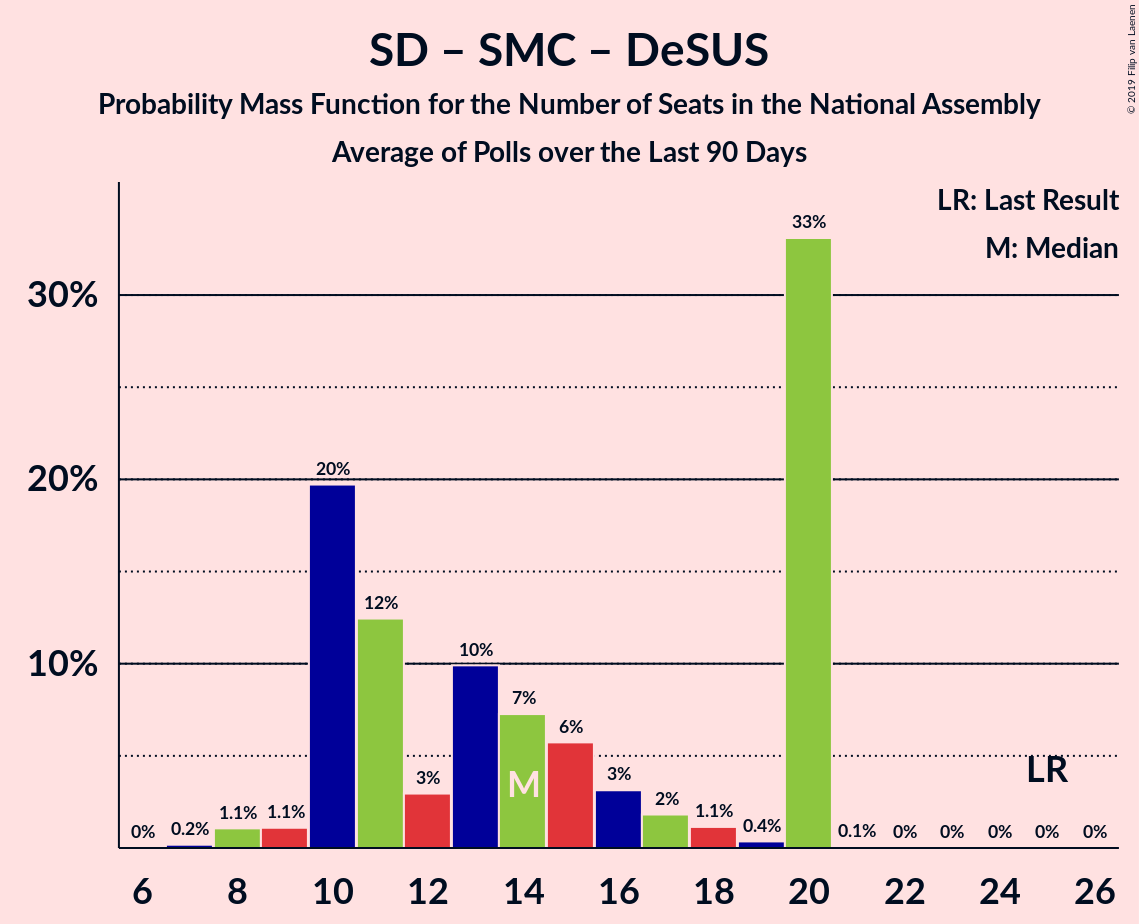 SD – SMC – DeSUS
Probability Mass Function for the Number of Seats in the National Assembly
Average of Polls over the Last 90 Days
© 2019 Filip van Laenen
LR: Last Result
M: Median
30%
20%
10%
0%
0.2%
1.1%
1.1%
20%
12%
3%
10%
7%
6%
3%
2%
1.1%
0.4%
33%
0.1%
0%
0%
0%
0%
0%
M
LR
6 8 10 12 14 16 18 20 22 24 26